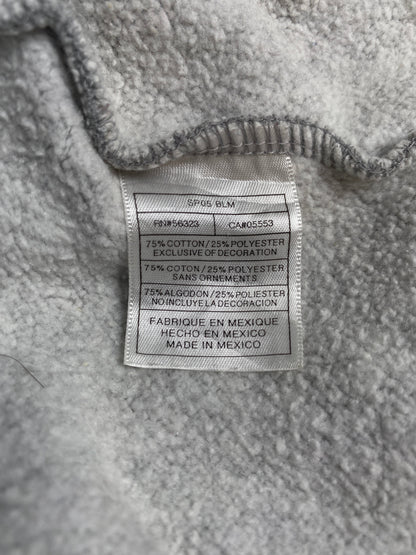 SP05 BLM
RN#56323 CA#05553
75% COTTON/25% POLYESTER
EXCLUSIVE OF DECORATION
75% COTON/25% POLYESTER
SANS ORNEMENTS
75% ALGODON/25% POLIESTER
NO INCLUYE LA DECORACION
FABRIQUE EN MEXIQUE
HECHO EN MEXICO
MADE IN MEXICO